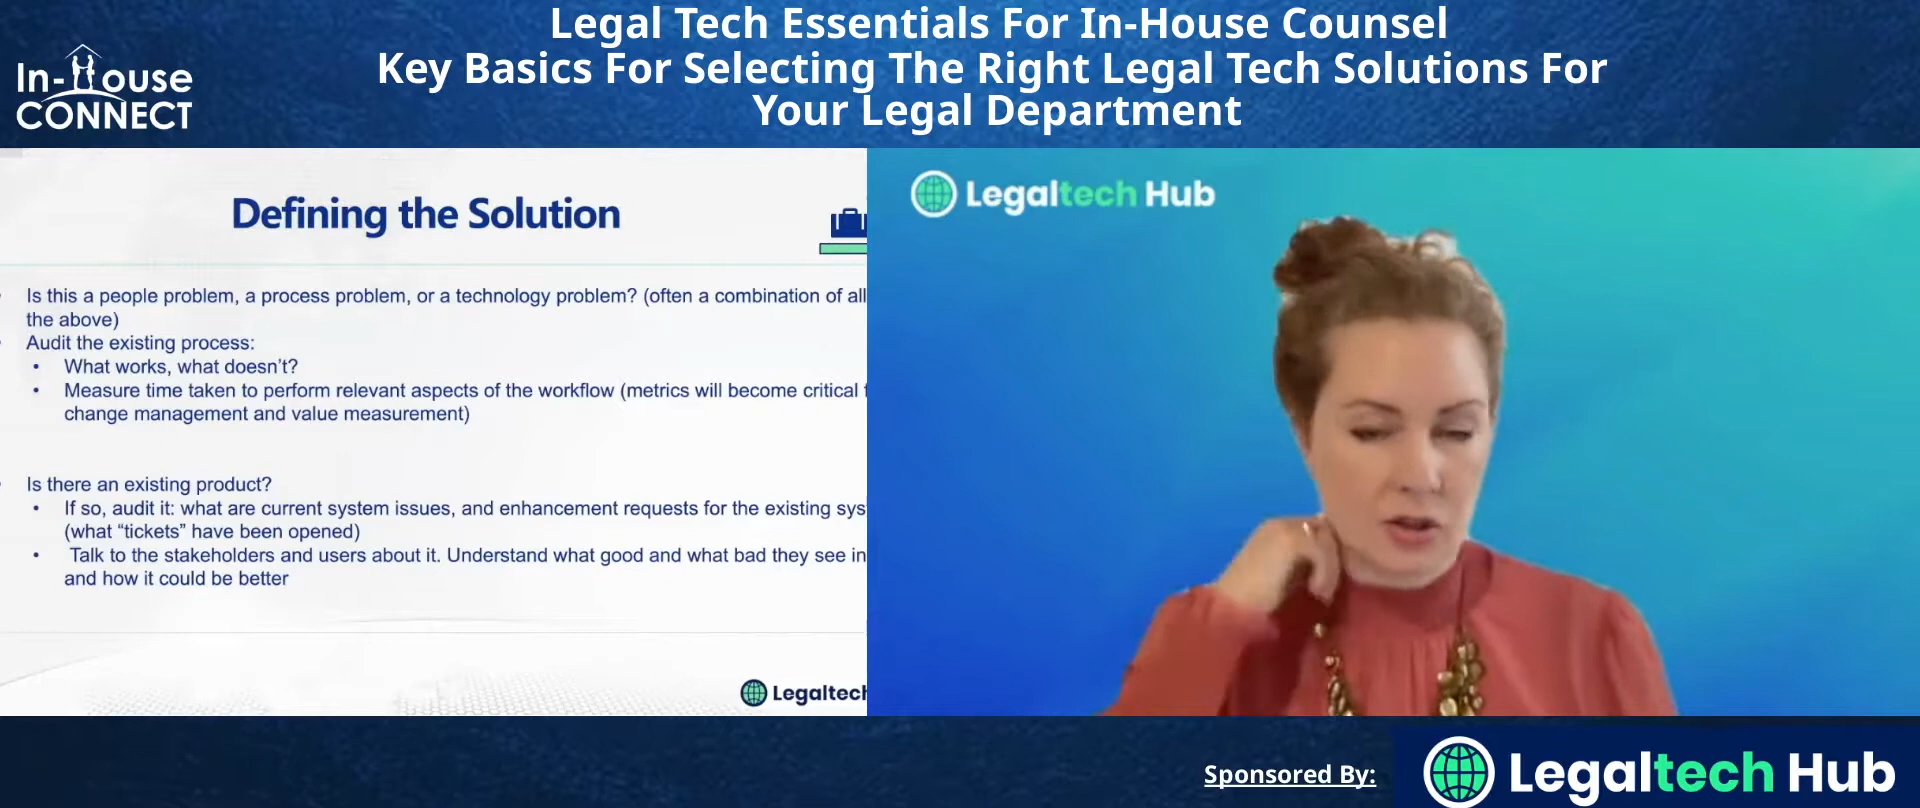 Legal Tech Essentials For In-House Counsel
Key Basics For Selecting The Right Legal Tech Solutions For
Your Legal Department
In-House
CONNECT
Defining the Solution
Is this a people problem, a process problem, or a technology problem? (often a combination of all
the above)
Audit the existing process:
• What works, what doesn’t?
• Measure time taken to perform relevant aspects of the workflow (metrics will become critical
change management and value measurement)
Is there an existing product?
• If so, audit it: what are current system issues, and enhancement requests for the existing
(what “tickets” have been opened)
• Talk to the stakeholders and users about it. Understand what good and what bad they see in
and how it could be better
Legaltech
Legaltech Hub
Sponsored By:
Legaltech Hub